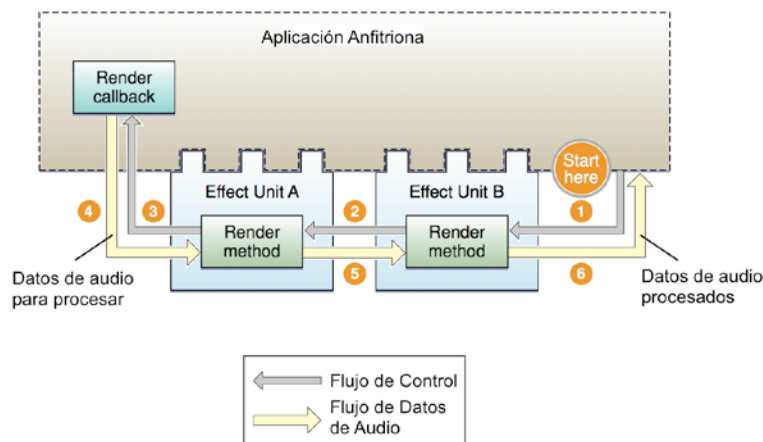 Aplicación Anfitriona
Render
callback
Start
here
Effect Unit A
Effect Unit B
4
3
2
1
Render
method
Render
method
5
6
Datos de audio
para procesar
Datos de audio
procesados
Flujo de Control
Flujo de Datos
de Audio